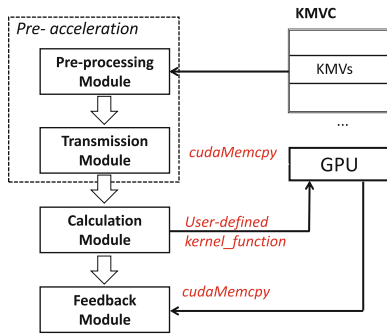 KMVC
Pre- acceleration
Pre-processing
Module
KMVs
...
Transmission
Module
cudaMemcpy
GPU
Calculation
Module
User-defined
kernel_function
cudaMemcpy
Feedback
Module